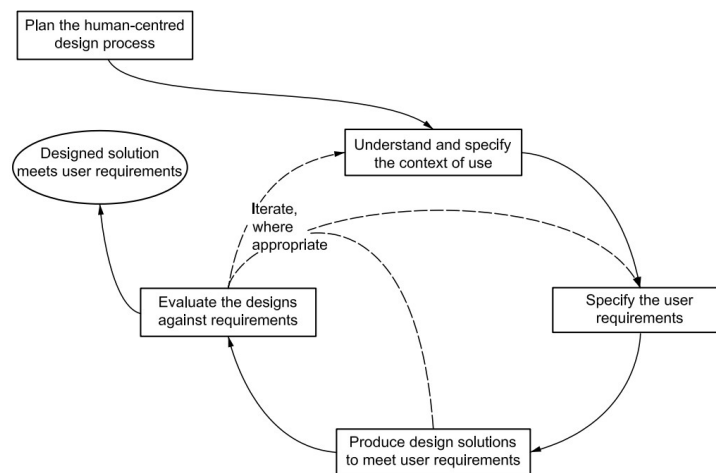 Plan the human-centred
design process
Understand and specify
the context of use
Designed solution
meets user requirements
Iterate,
where
appropriate
Evaluate the designs
against requirements
Specify the user
requirements
Produce design solutions
to meet user requirements